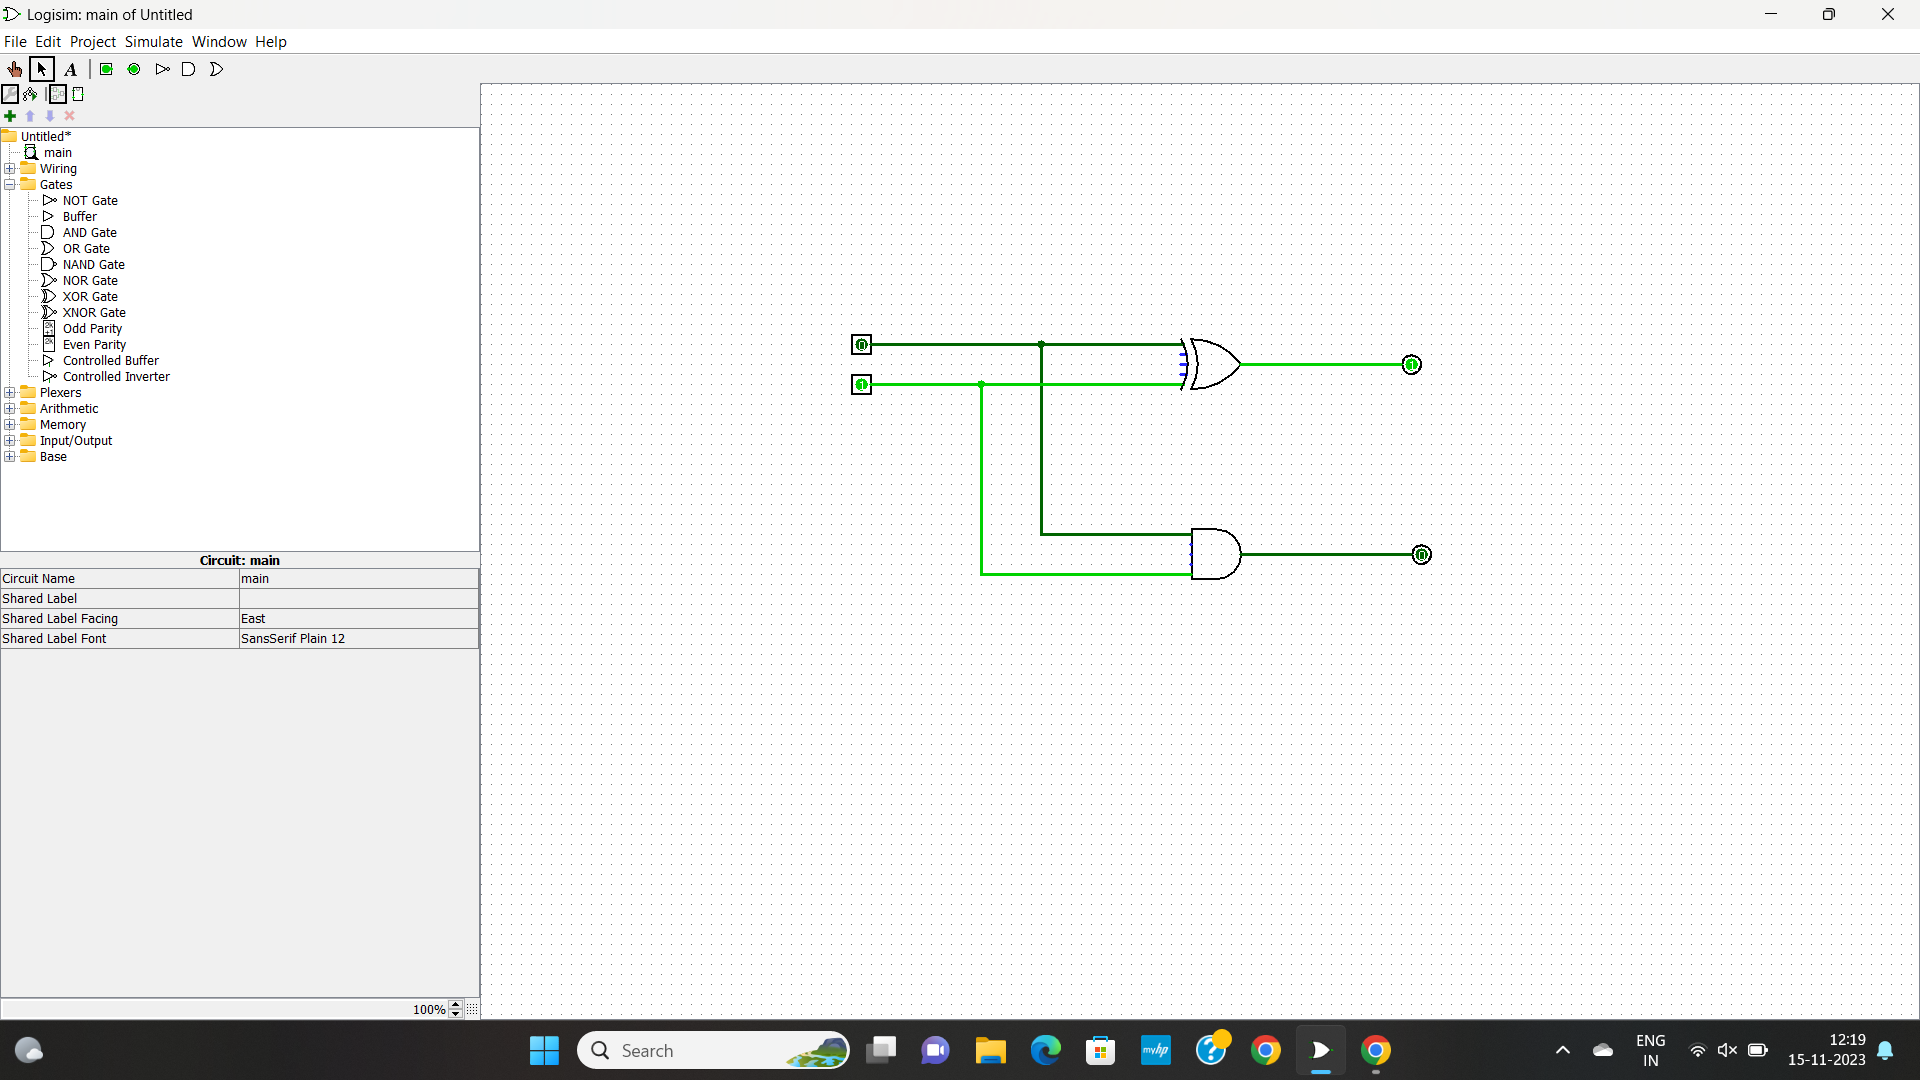 Logisim: main of Untitled
File Edit Project Simulate Window Help
A
Untitled*
main
Wiring
Gates
NOT Gate
Buffer
AND Gate
OR Gate
NAND Gate
NOR Gate
XOR Gate
XNOR Gate
Odd Parity
Even Parity
Controlled Buffer
Controlled Inverter
Plexers
Arithmetic
Memory
Input/Output
Base
0
1
1
0
Circuit: main
Circuit Name main
Shared Label
Shared Label Facing East
Shared Label Font SansSerif Plain 12
100%
Search
myhp
ENG
IN
12:19
15-11-2023